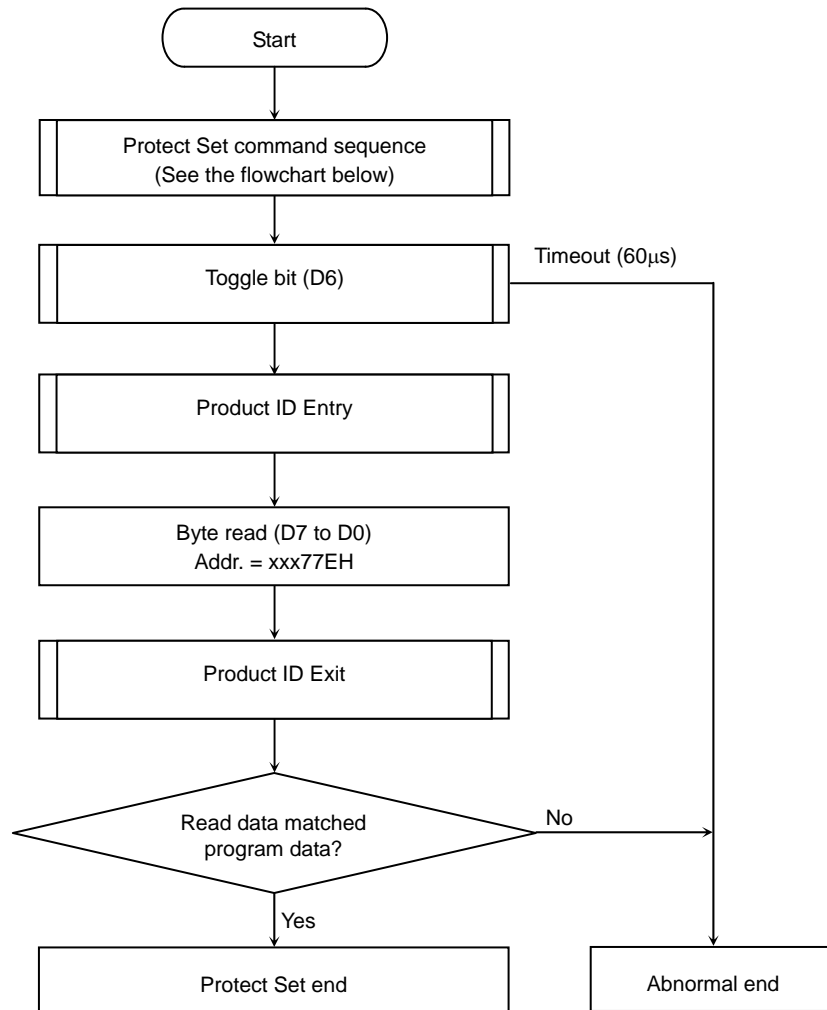 Start
Protect Set command sequence
(See the flowchart below)
Toggle bit (D6)
Timeout (60μs)
Product ID Entry
Byte read (D7 to D0)
Addr. = xxx77EH
Product ID Exit
Read data matched
program data?
No
Yes
Protect Set end
Abnormal end